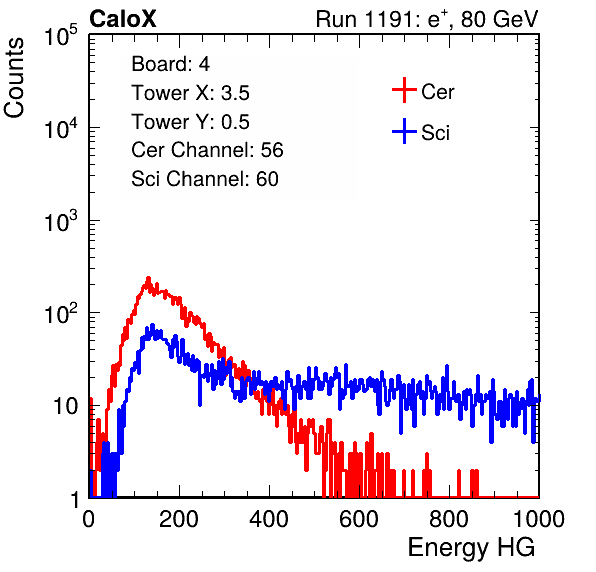 CaloX Run 1191: e⁺, 80 GeV
Counts
10⁵
10⁴
10³
10²
10
1
Board: 4
Tower X: 3.5
Tower Y: 0.5
Cer Channel: 56
Sci Channel: 60
Cer
Sci
0 200 400 600 800 1000
Energy HG